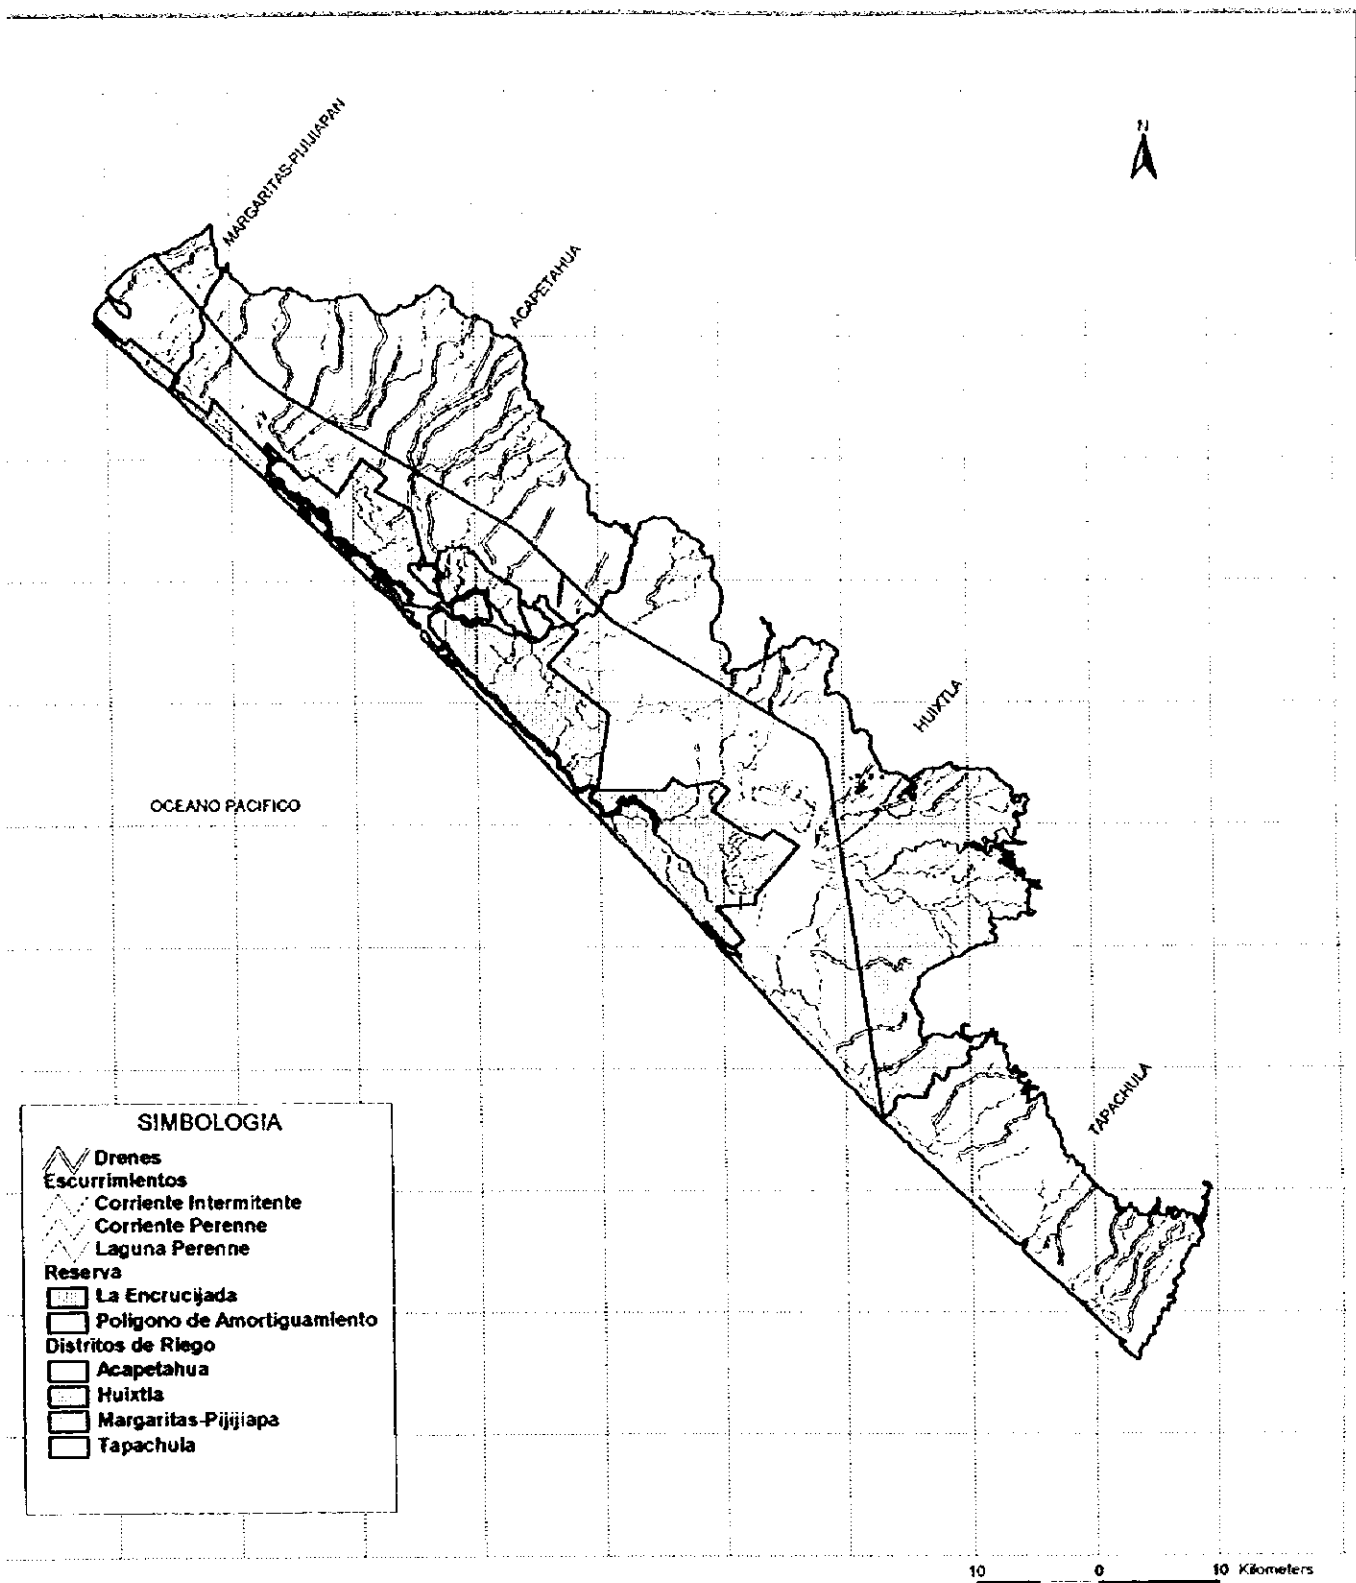 N
MARGARITAS-PIJIJIAPAN
ACAPETAHUA
HUIXTLA
OCEANO PACIFICO
TAPACHULA
SIMBOLOGIA
Drenes
Escurrimientos
Corriente Intermitente
Corriente Perenne
Laguna Perenne
Reserva
La Encrucijada
Poligono de Amortiguamiento
Distritos de Riego
Acapetahua
Huixtla
Margaritas-Pijijiapa
Tapachula
10 0 10 Kilometers